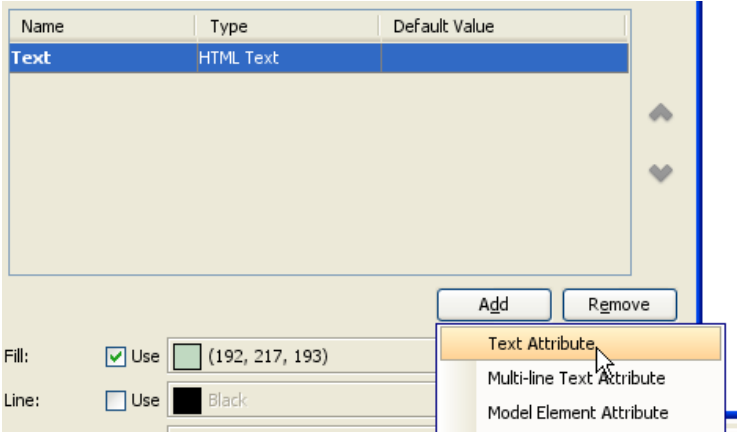 Name Type Default Value
Text HTML Text
Add Remove
Text Attribute
Fill: Use (192, 217, 193)
Multi-line Text Attribute
Line: Use Black
Model Element Attribute